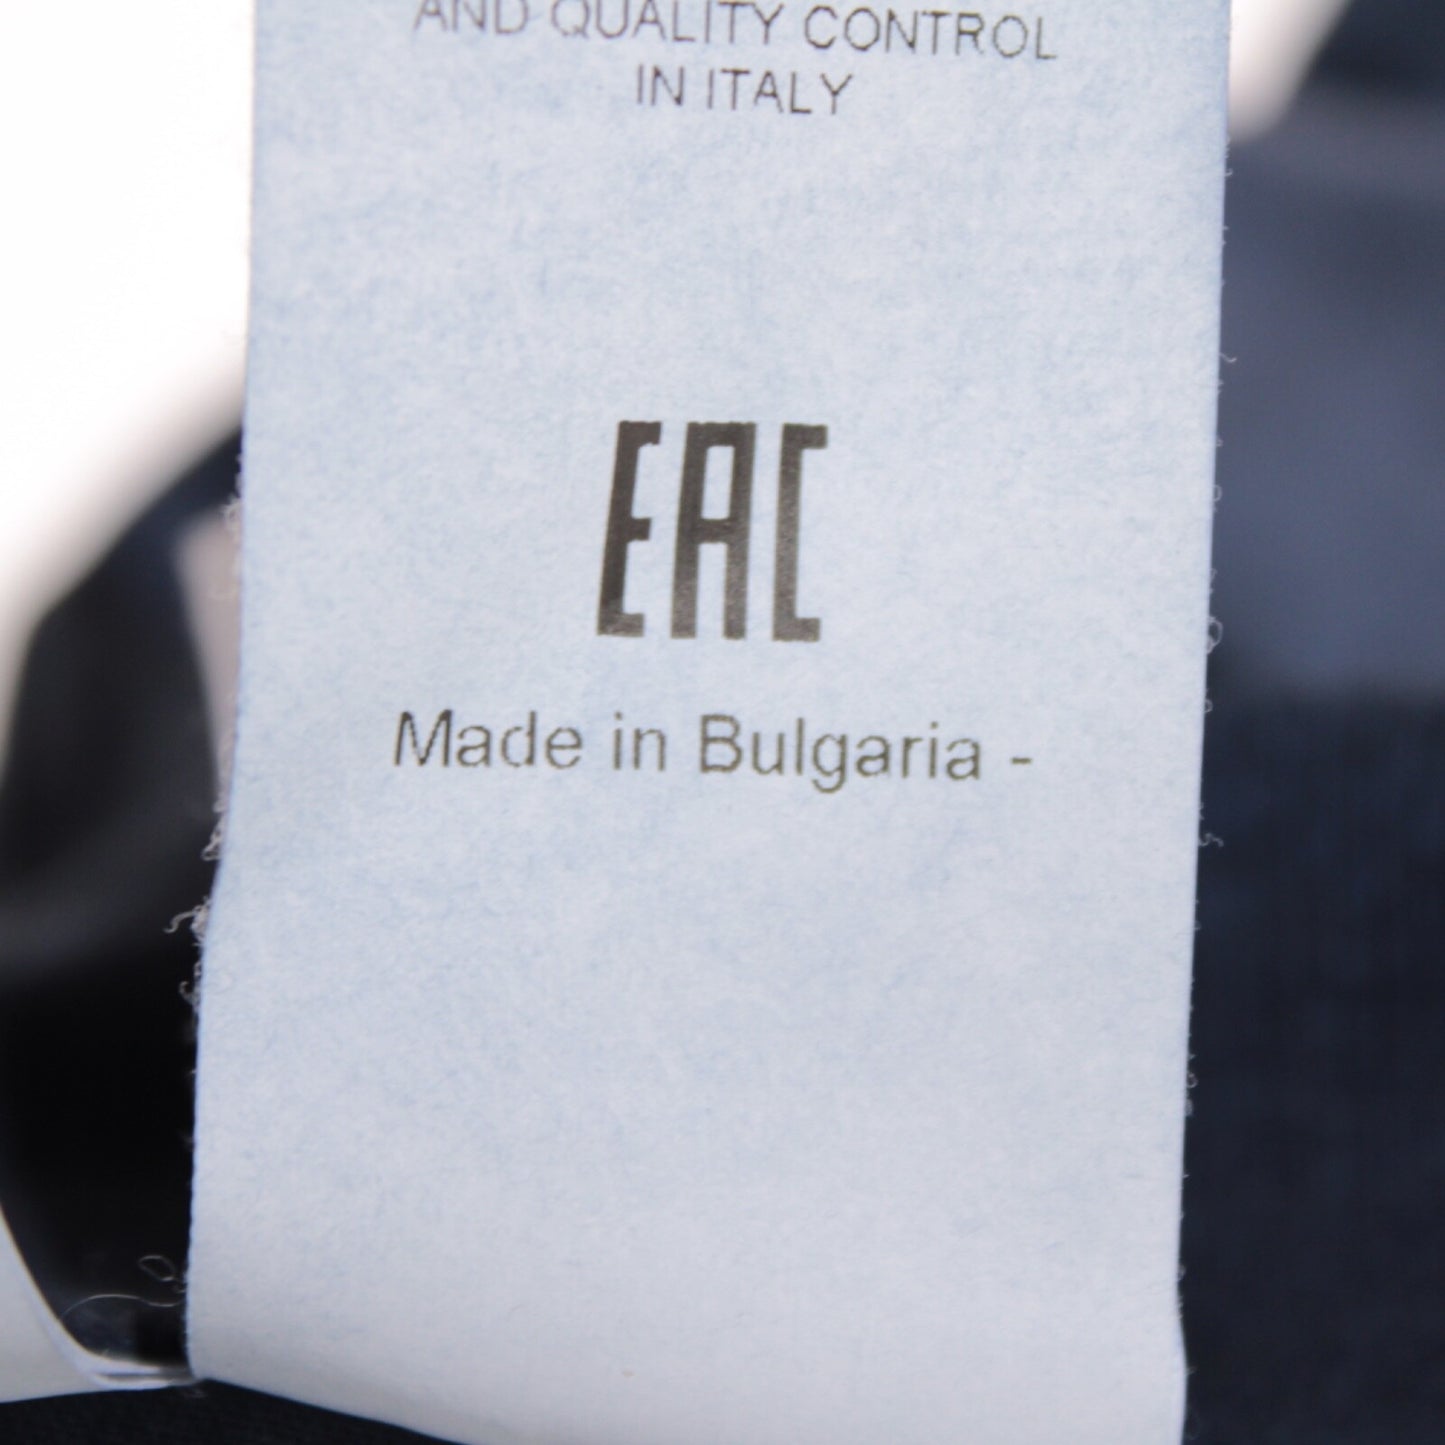 AND QUALITY CONTROL
IN ITALY
EAC
Made in Bulgaria -